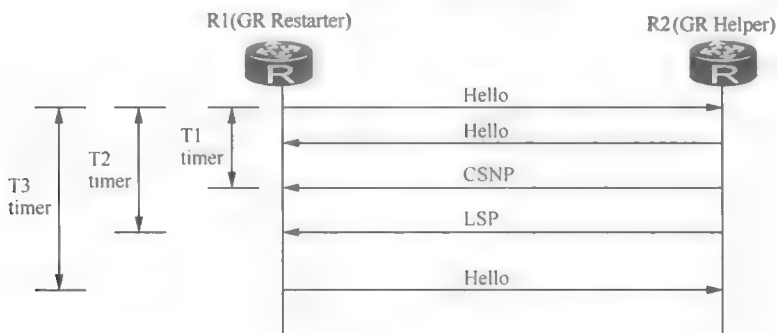 R1(GR Restarter)
R2(GR Helper)
R
R
Hello
Hello
T1
timer
T2
timer
T3
timer
CSNP
LSP
Hello